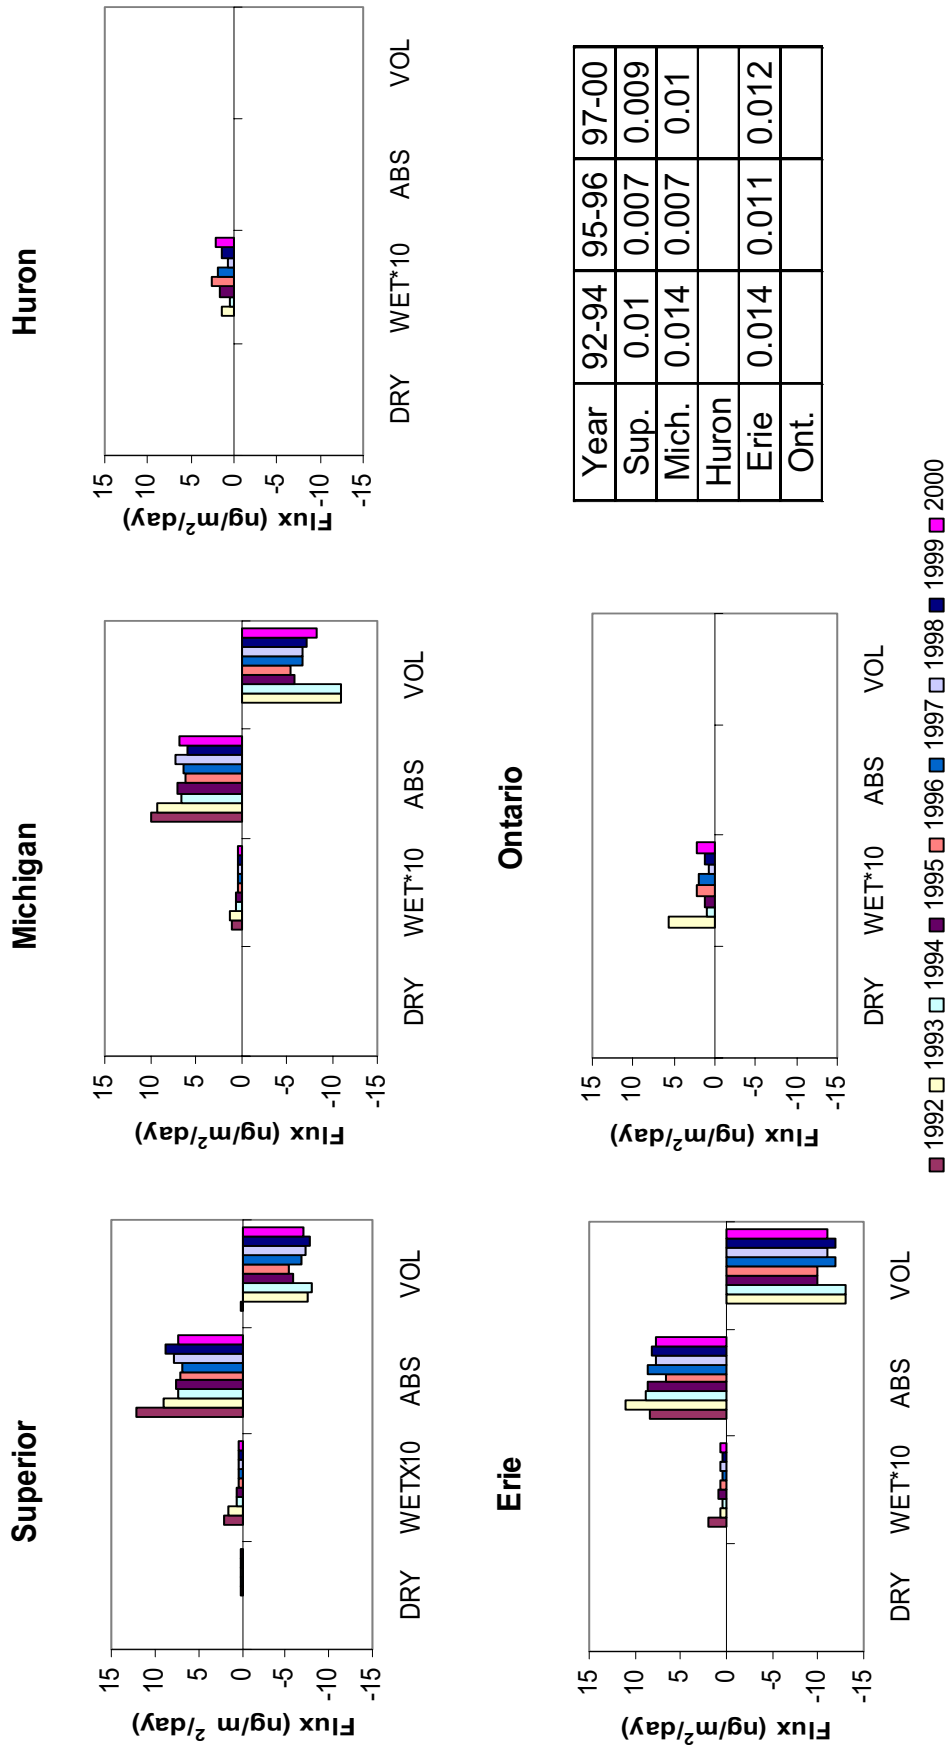 Superior
Flux (ng/m ²/day)
15
10
5
0
-5
-10
-15
DRY WETX10 ABS VOL
Michigan
Flux (ng/m²/day)
15
10
5
0
-5
-10
-15
DRY WET*10 ABS VOL
Huron
Flux (ng/m²/day)
15
10
5
0
-5
-10
-15
DRY WET*10 ABS VOL
Erie
Flux (ng/m²/day)
15
10
5
0
-5
-10
-15
DRY WET*10 ABS VOL
Ontario
Flux (ng/m²/day)
15
10
5
0
-5
-10
-15
DRY WET*10 ABS VOL
Year 92-94 95-96 97-00
Sup. 0.01 0.007 0.009
Mich. 0.014 0.007 0.01
Huron
Erie 0.014 0.011 0.012
Ont.
1992 1993 1994 1995 1996 1997 1998 1999 2000